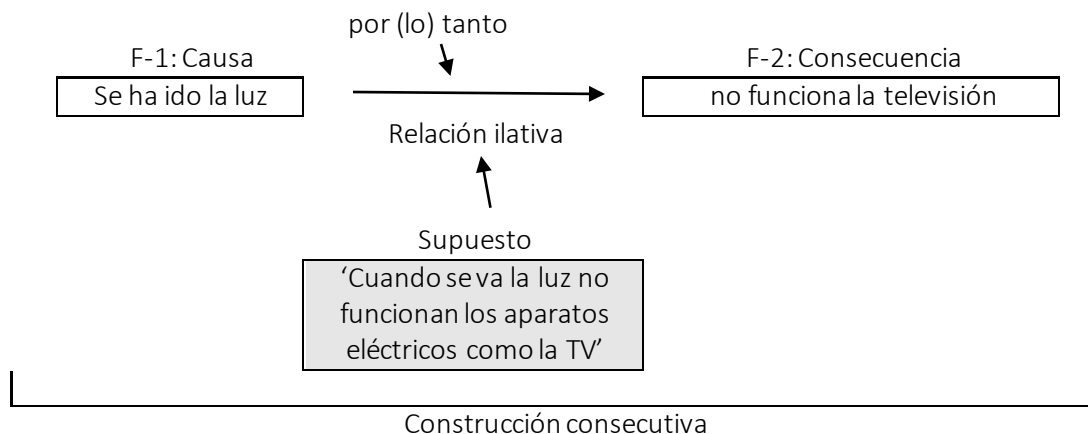 por (lo) tanto
F-1: Causa
F-2: Consecuencia
Se ha ido la luz
no funciona la televisión
Relación ilativa
Supuesto
‘Cuando se va la luz no
funcionan los aparatos
eléctricos como la TV’
Construcción consecutiva